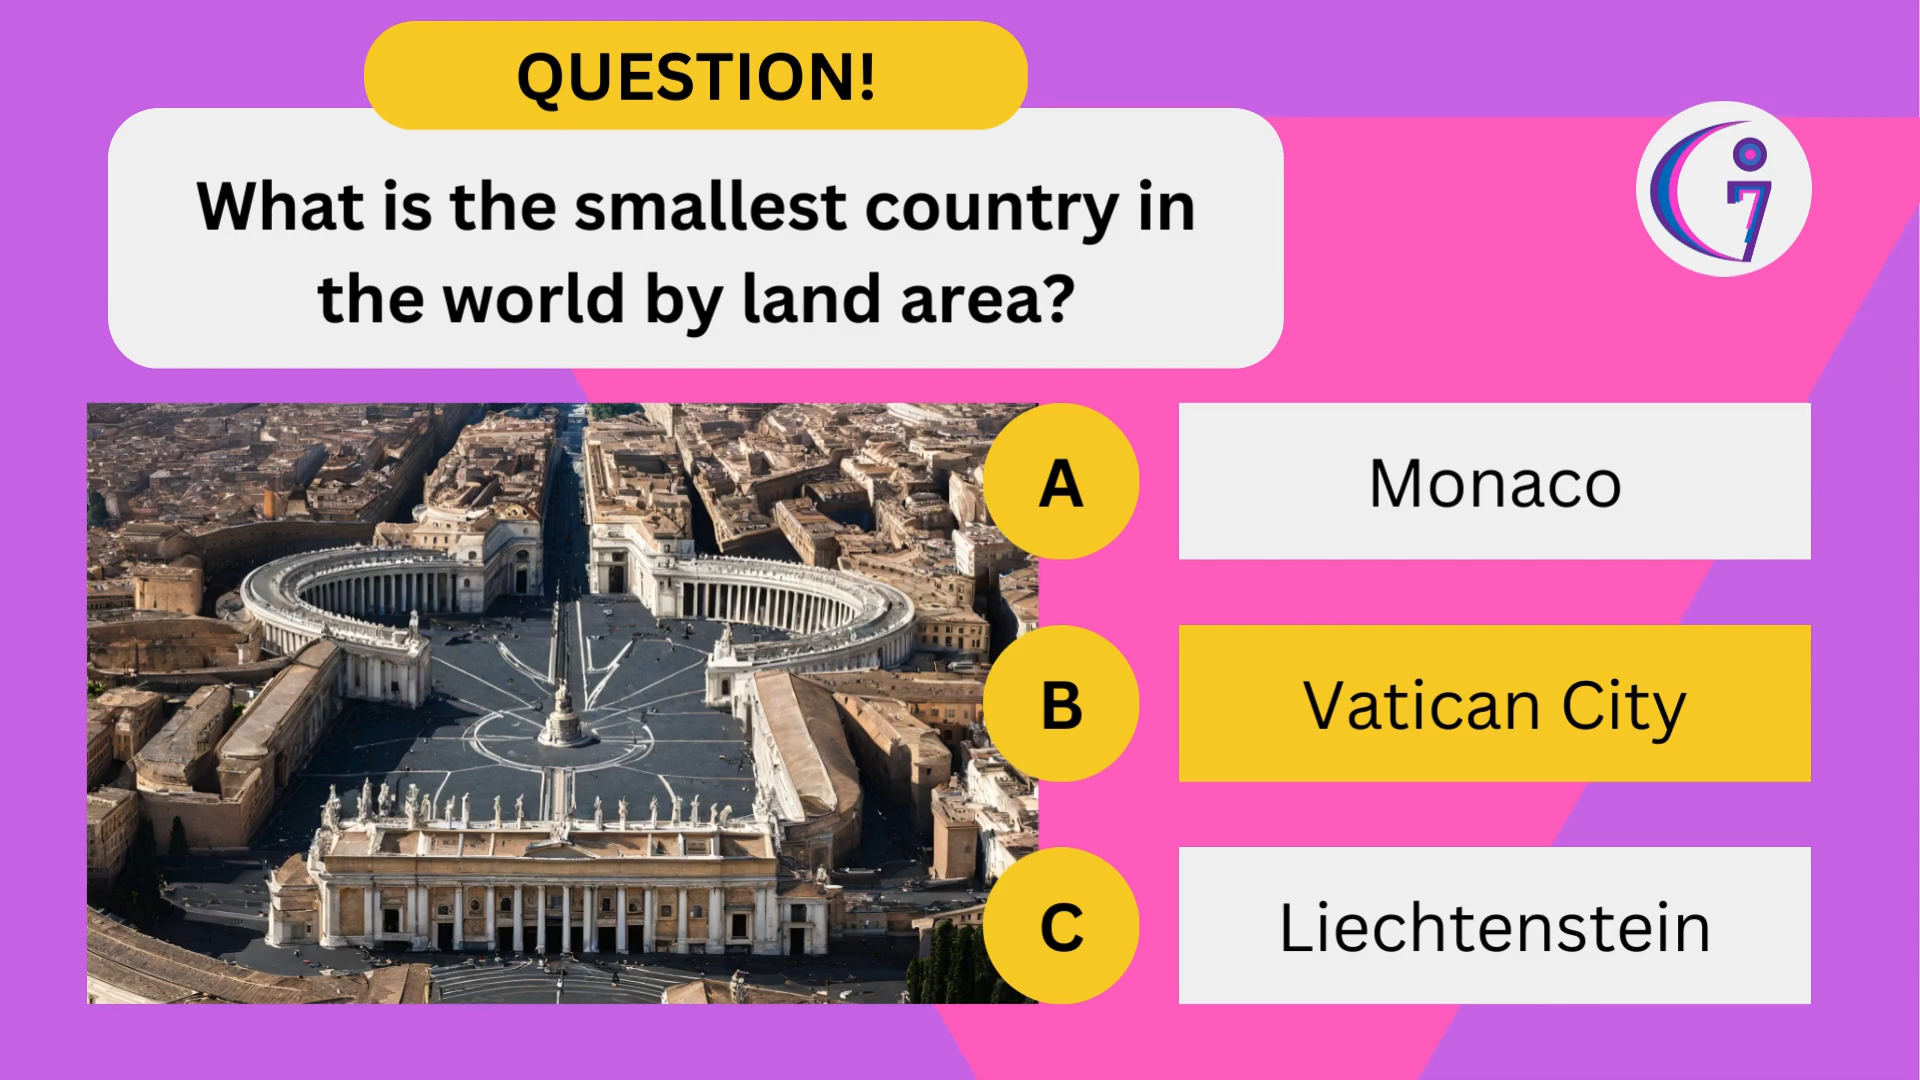 QUESTION!
What is the smallest country in
the world by land area?
A
Monaco
B
Vatican City
C
Liechtenstein